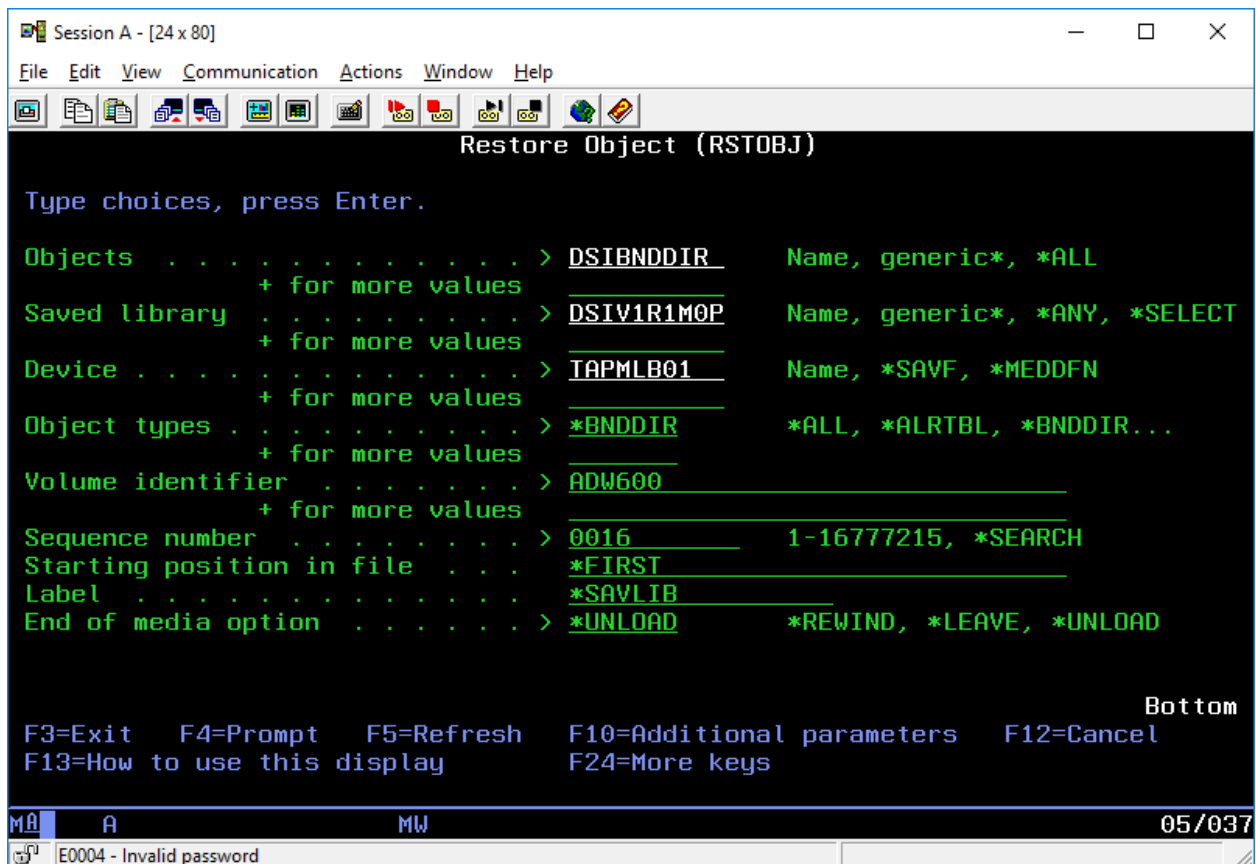 Session A - [24 x 80]
File Edit View Communication Actions Window Help
Restore Object (RSTOBJ)
Type choices, press Enter.
Objects . . . . . . . . . . . . > DSIBNDDIR Name, generic*, *ALL
+ for more values
Saved library . . . . . . . . . > DSIV1R1M0P Name, generic*, *ANY, *SELECT
+ for more values
Device . . . . . . . . . . . . . > TAPMLB01 Name, *SAVF, *MEDDFN
+ for more values
Object types . . . . . . . . . . > *BNDDIR *ALL, *ALRTBL, *BNDDIR...
+ for more values
Volume identifier . . . . . . . > ADW600
+ for more values
Sequence number . . . . . . . . > 0016 1-16777215, *SEARCH
Starting position in file . . . *FIRST
Label . . . . . . . . . . . . . *SAVLIB
End of media option . . . . . . > *UNLOAD *REWIND, *LEAVE, *UNLOAD
Bottom
F3=Exit F4=Prompt F5=Refresh F10=Additional parameters F12=Cancel
F13=How to use this display F24=More keys
MA A MW 05/037
E0004 - Invalid password